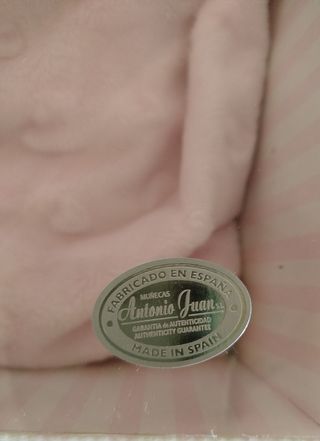 FABRICADO EN ESPAÑA
MUÑECAS
Antonio Juan S.L.
GARANTIA de AUTENTICIDAD
AUTHENTICITY GUARANTEE
MADE IN SPAIN